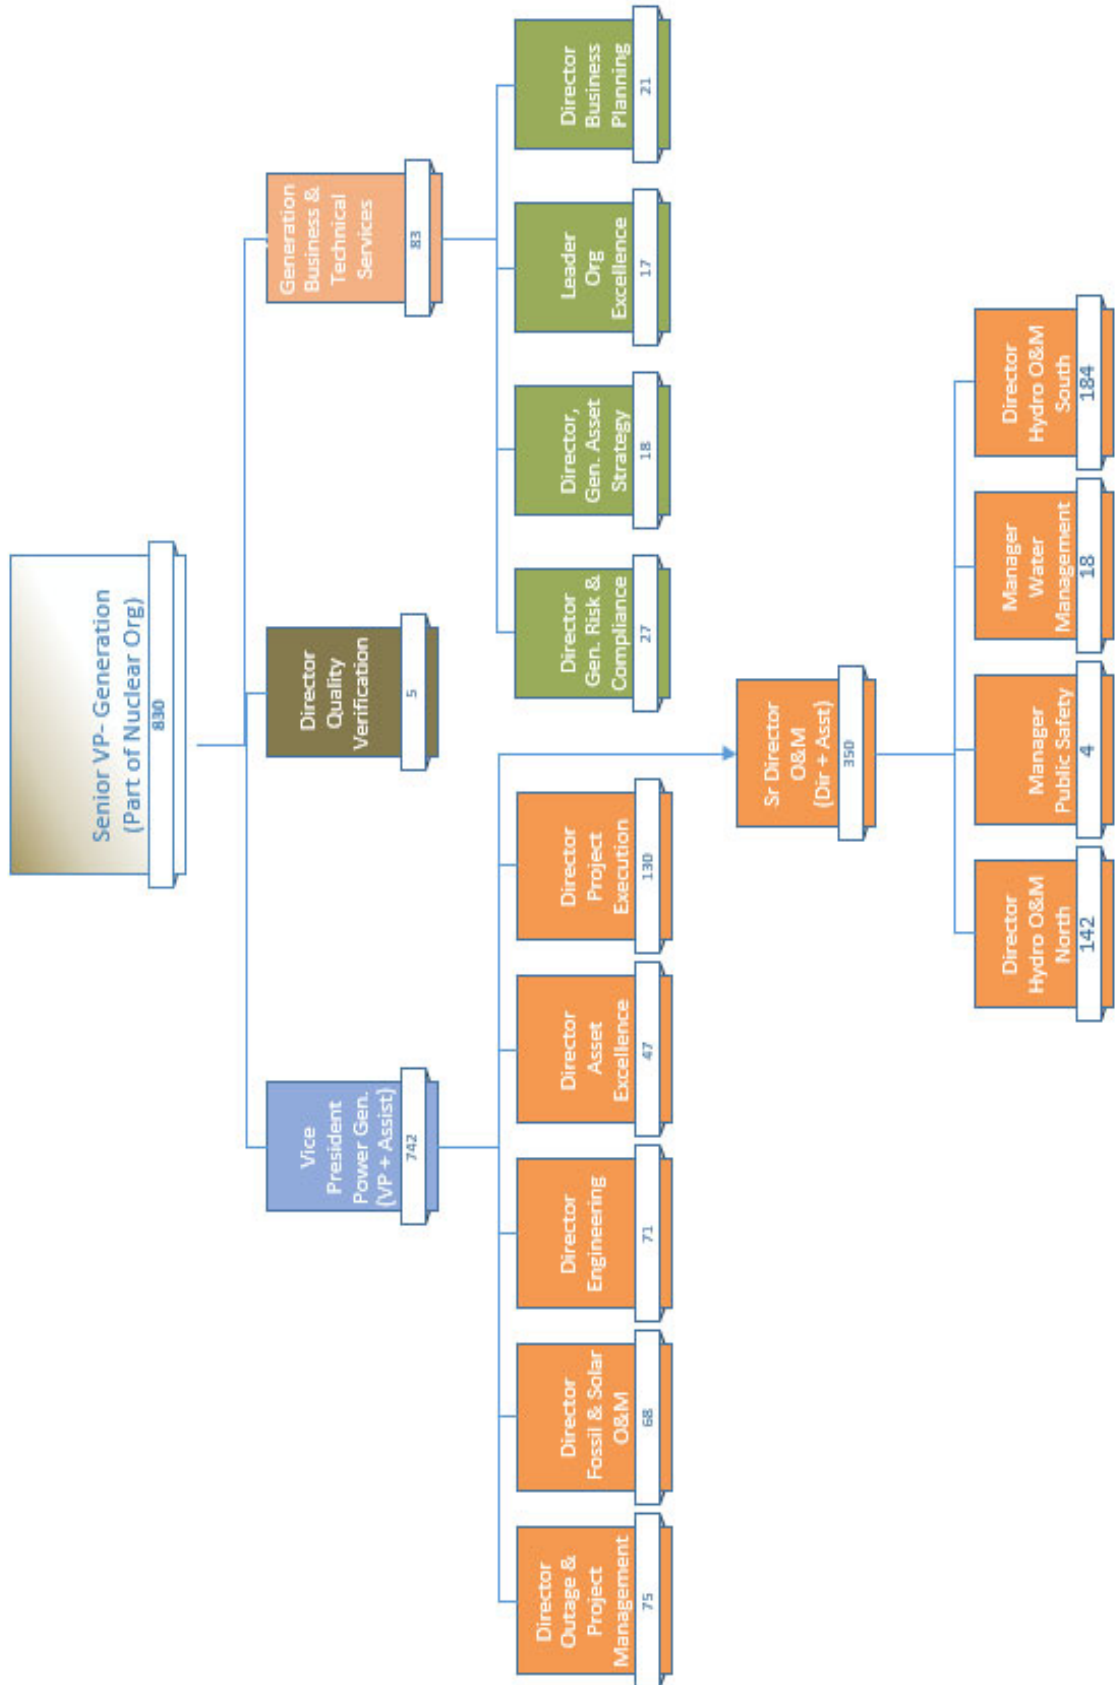 Senior VP- Generation
(Part of Nuclear Org)
830
Vice
President
Power Gen.
(VP + Assist)
742
Director
Quality
Verification
5
Generation
Business &
Technical
Services
83
Director
Outage &
Project
Management
75
Director
Fossil & Solar
O&M
68
Director
Engineering
71
Director
Asset
Excellence
47
Director
Project
Execution
130
Director
Gen. Risk &
Compliance
27
Director,
Gen. Asset
Strategy
18
Leader
Org
Excellence
17
Director
Business
Planning
21
Sr Director
O&M
(Dir + Asst)
350
Director
Hydro O&M
North
142
Manager
Public Safety
4
Manager
Water
Management
18
Director
Hydro O&M
South
184